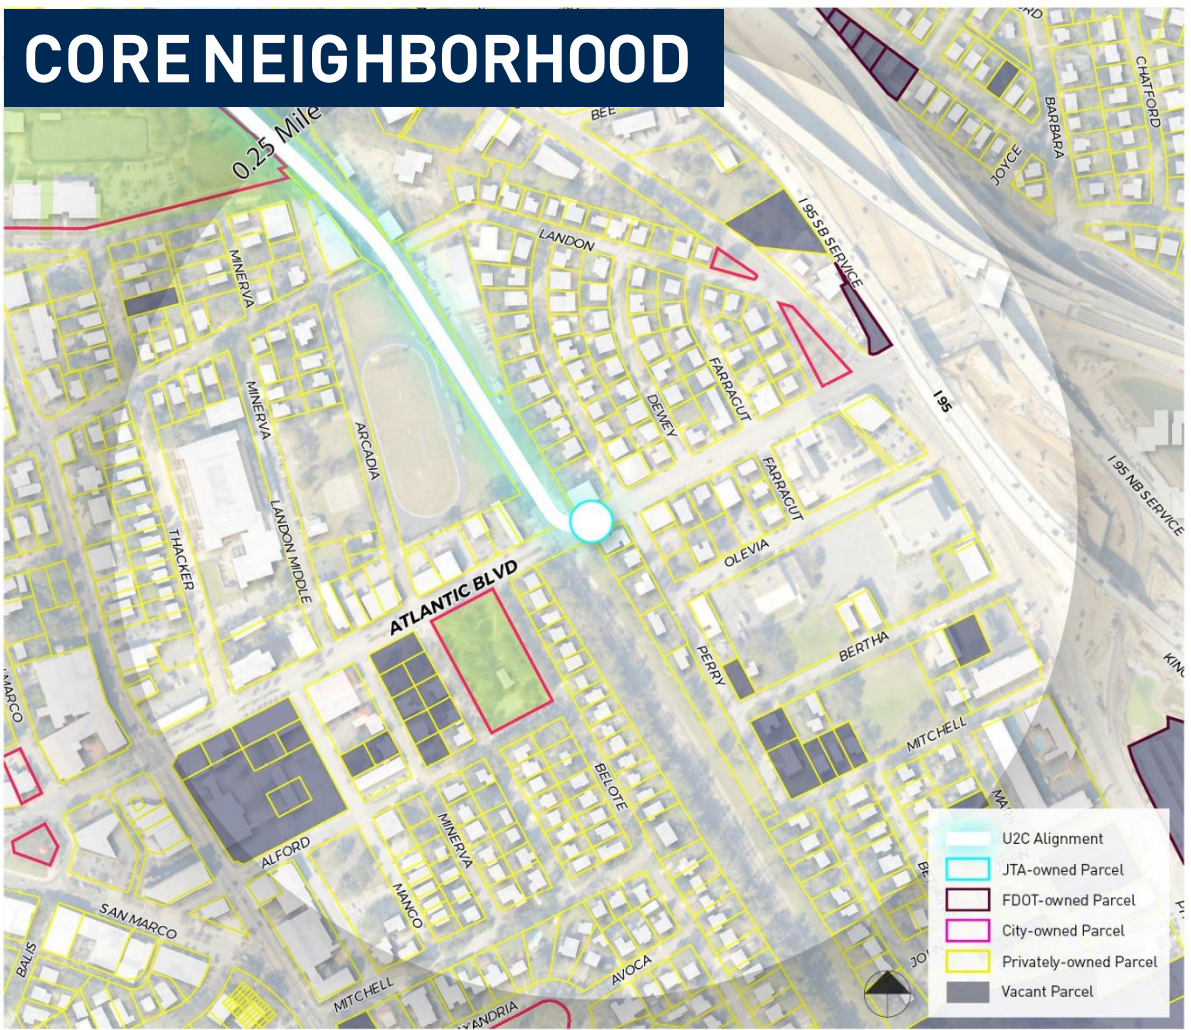 CORE NEIGHBORHOOD
0.25 Mile
BEE
CHATFORD
BARBARA
JOYCE
I 95 SB SERVICE
LANDON
MINERVA
FARRAGUT
DEWEY
I 95
MINERVA
ARCADIA
I 95 NB SERVICE
FARRAGUT
LANDON MIDDLE
THACKER
OLEVIA
ATLANTIC BLVD
BERTHA
PERRY
MITCHELL
BELOTE
MINERVA
ALFORD
MANGO
SAN MARCO
BALIS
AVOCA
MITCHELL
U2C Alignment
JTA-owned Parcel
FDOT-owned Parcel
City-owned Parcel
Privately-owned Parcel
Vacant Parcel